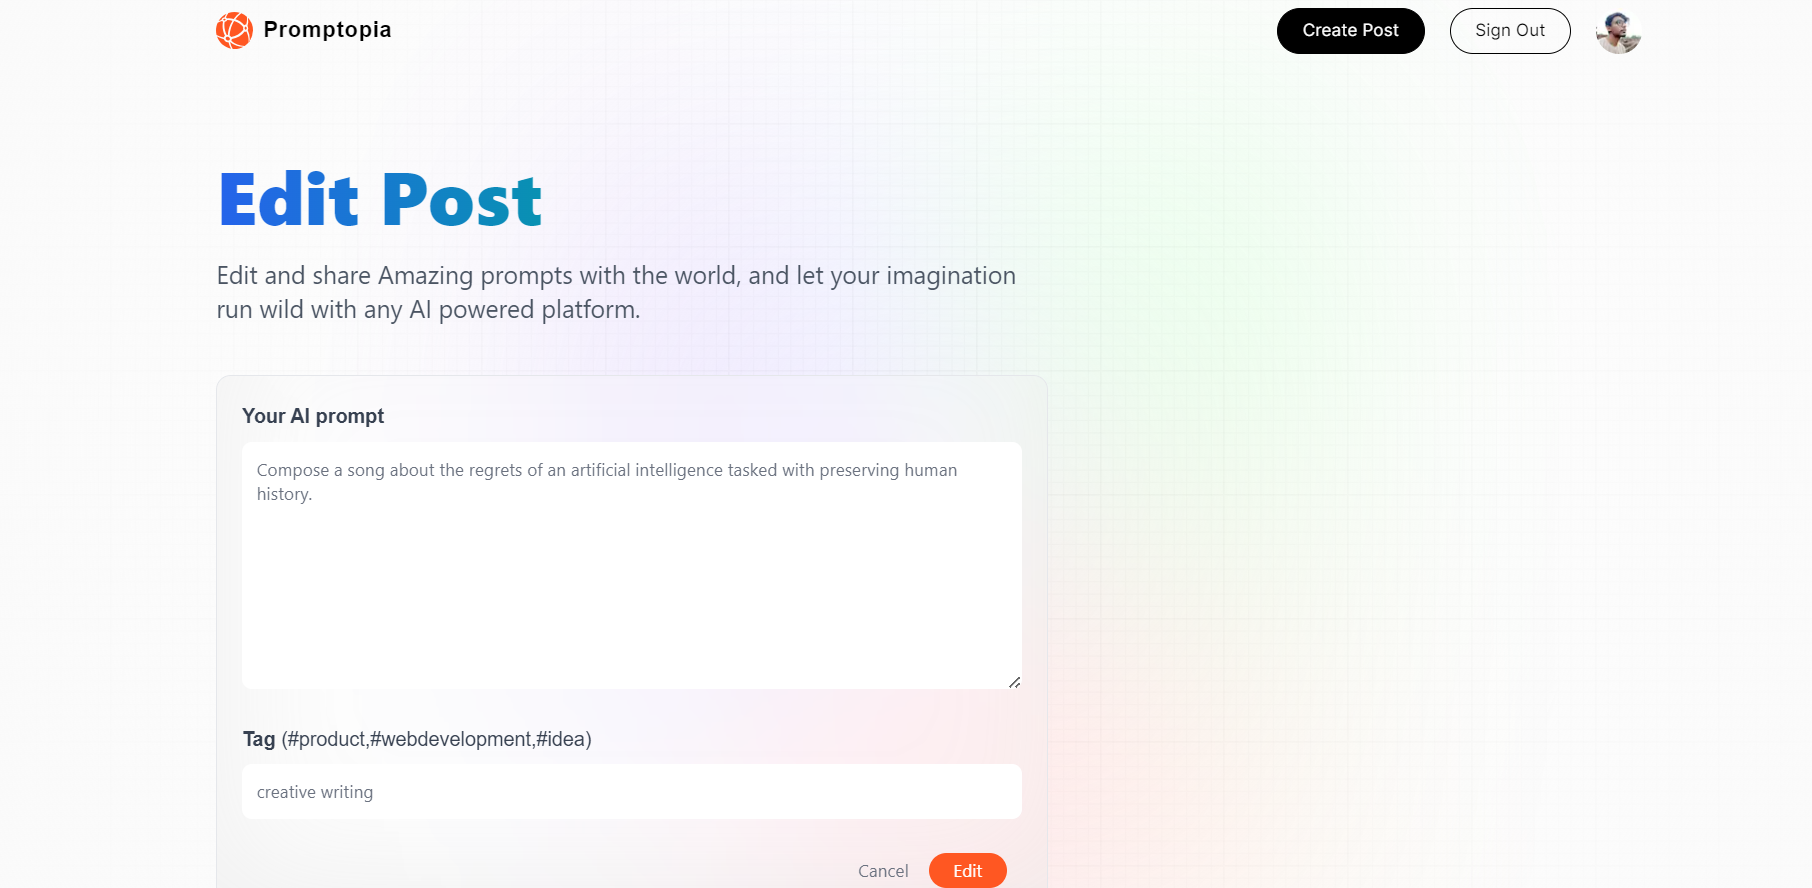 Promptopia
Create Post
Sign Out
Edit Post
Edit and share Amazing prompts with the world, and let your imagination
run wild with any AI powered platform.
Your AI prompt
Compose a song about the regrets of an artificial intelligence tasked with preserving human
history.
Tag (#product,#webdevelopment,#idea)
creative writing
Cancel
Edit